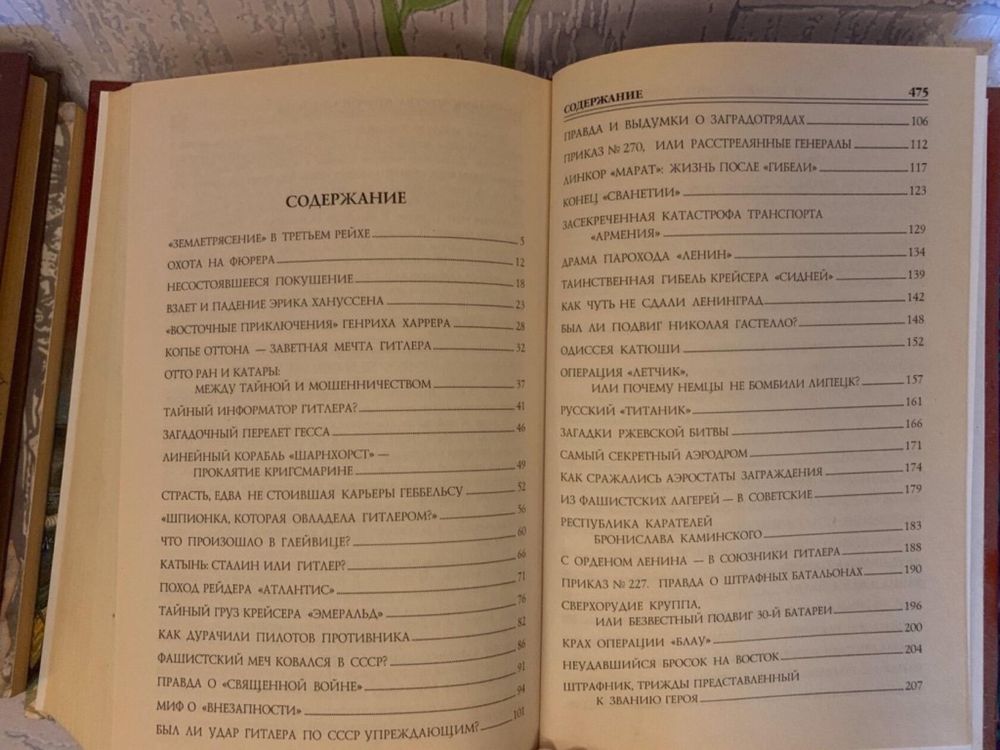 СОДЕРЖАНИЕ
«ЗЕМЛЕТРЯСЕНИЕ» В ТРЕТЬЕМ РЕЙХЕ 5
ОХОТА НА ФЮРЕРА 12
НЕСОСТОЯВШЕЕСЯ ПОКУШЕНИЕ 18
ВЗЛЕТ И ПАДЕНИЕ ЭРИКА ХАНУССЕНА 23
«ВОСТОЧНЫЕ ПРИКЛЮЧЕНИЯ» ГЕНРИХА ХАРРЕРА 28
КОПЬЕ ОТТОНА — ЗАВЕТНАЯ МЕЧТА ГИТЛЕРА 32
ОТТО РАН И КАТАРЫ:
МЕЖДУ ТАЙНОЙ И МОШЕННИЧЕСТВОМ 37
ТАЙНЫЙ ИНФОРМАТОР ГИТЛЕРА? 41
ЗАГАДОЧНЫЙ ПЕРЕЛЕТ ГЕССА 46
ЛИНЕЙНЫЙ КОРАБЛЬ «ШАРНХОРСТ» —
ПРОКЛЯТИЕ КРИГСМАРИНЕ 49
СТРАСТЬ, ЕДВА НЕ СТОИВШАЯ КАРЬЕРЫ ГЕББЕЛЬСУ 52
«ШПИОНКА, КОТОРАЯ ОВЛАДЕЛА ГИТЛЕРОМ?» 56
ЧТО ПРОИЗОШЛО В ГЛЕЙВИЦЕ? 60
КАТЫНЬ: СТАЛИН ИЛИ ГИТЛЕР? 66
ПОХОД РЕЙДЕРА «АТЛАНТИС» 71
ТАЙНЫЙ ГРУЗ КРЕЙСЕРА «ЭМЕРАЛЬД» 76
КАК ДУРАЧИЛИ ПИЛОТОВ ПРОТИВНИКА 82
ФАШИСТСКИЙ МЕЧ КОВАЛСЯ В СССР? 86
ПРАВДА О «СВЯЩЕННОЙ ВОЙНЕ» 91
МИФ О «ВНЕЗАПНОСТИ» 94
БЫЛ ЛИ УДАР ГИТЛЕРА ПО СССР УПРЕЖДАЮЩИМ? 101
СОДЕРЖАНИЕ 475
ПРАВДА И ВЫДУМКИ О ЗАГРАДОТРЯДАХ 106
ПРИКАЗ № 270, ИЛИ РАССТРЕЛЯННЫЕ ГЕНЕРАЛЫ 112
ЛИНКОР «МАРАТ»: ЖИЗНЬ ПОСЛЕ «ГИБЕЛИ» 117
КОНЕЦ «СВАНЕТИИ» 123
ЗАСЕКРЕЧЕННАЯ КАТАСТРОФА ТРАНСПОРТА
«АРМЕНИЯ» 129
ДРАМА ПАРОХОДА «ЛЕНИН» 134
ТАИНСТВЕННАЯ ГИБЕЛЬ КРЕЙСЕРА «СИДНЕЙ» 139
КАК ЧУТЬ НЕ СДАЛИ ЛЕНИНГРАД 142
БЫЛ ЛИ ПОДВИГ НИКОЛАЯ ГАСТЕЛЛО? 148
ОДИССЕЯ КАТЮШИ 152
ОПЕРАЦИЯ «ЛЕТЧИК»,
ИЛИ ПОЧЕМУ НЕМЦЫ НЕ БОМБИЛИ ЛИПЕЦК? 157
РУССКИЙ «ТИТАНИК» 161
ЗАГАДКИ РЖЕВСКОЙ БИТВЫ 166
САМЫЙ СЕКРЕТНЫЙ АЭРОДРОМ 171
КАК СРАЖАЛИСЬ АЭРОСТАТЫ ЗАГРАЖДЕНИЯ 174
ИЗ ФАШИСТСКИХ ЛАГЕРЕЙ — В СОВЕТСКИЕ 179
РЕСПУБЛИКА КАРАТЕЛЕЙ
БРОНИСЛАВА КАМИНСКОГО 183
С ОРДЕНОМ ЛЕНИНА — В СОЮЗНИКИ ГИТЛЕРА 188
ПРИКАЗ № 227. ПРАВДА О ШТРАФНЫХ БАТАЛЬОНАХ 190
СВЕРХОРУДИЕ КРУППА,
ИЛИ БЕЗВЕСТНЫЙ ПОДВИГ 30-Й БАТАРЕИ 196
КРАХ ОПЕРАЦИИ «БЛАУ» 200
НЕУДАВШИЙСЯ БРОСОК НА ВОСТОК 204
ШТРАФНИК, ТРИЖДЫ ПРЕДСТАВЛЕННЫЙ
К ЗВАНИЮ ГЕРОЯ 207